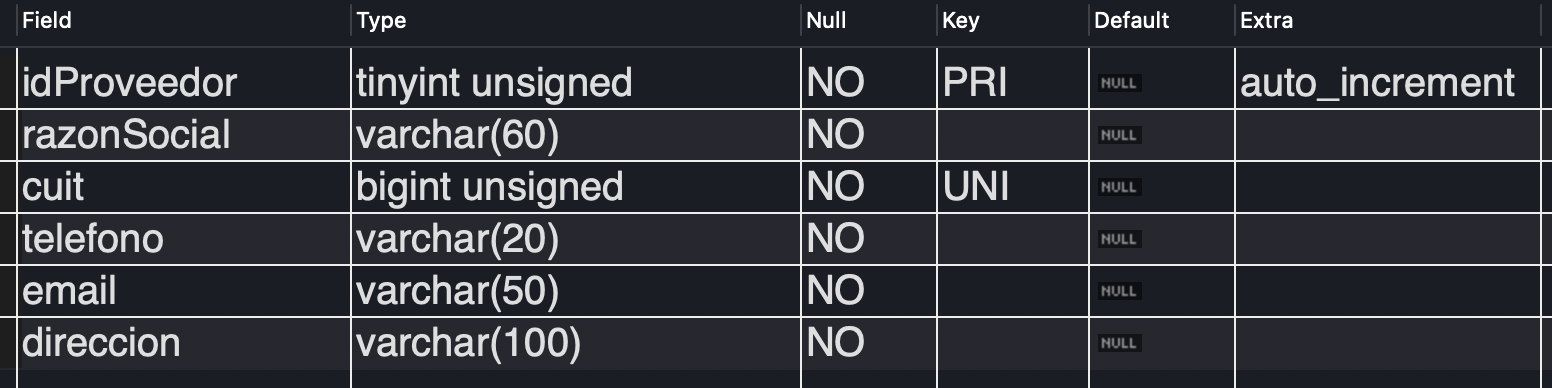 Field Type Null Key Default Extra
idProveedor tinyint unsigned NO PRI NULL auto_increment
razonSocial varchar(60) NO NULL
cuit bigint unsigned NO UNI NULL
telefono varchar(20) NO NULL
email varchar(50) NO NULL
direccion varchar(100) NO NULL